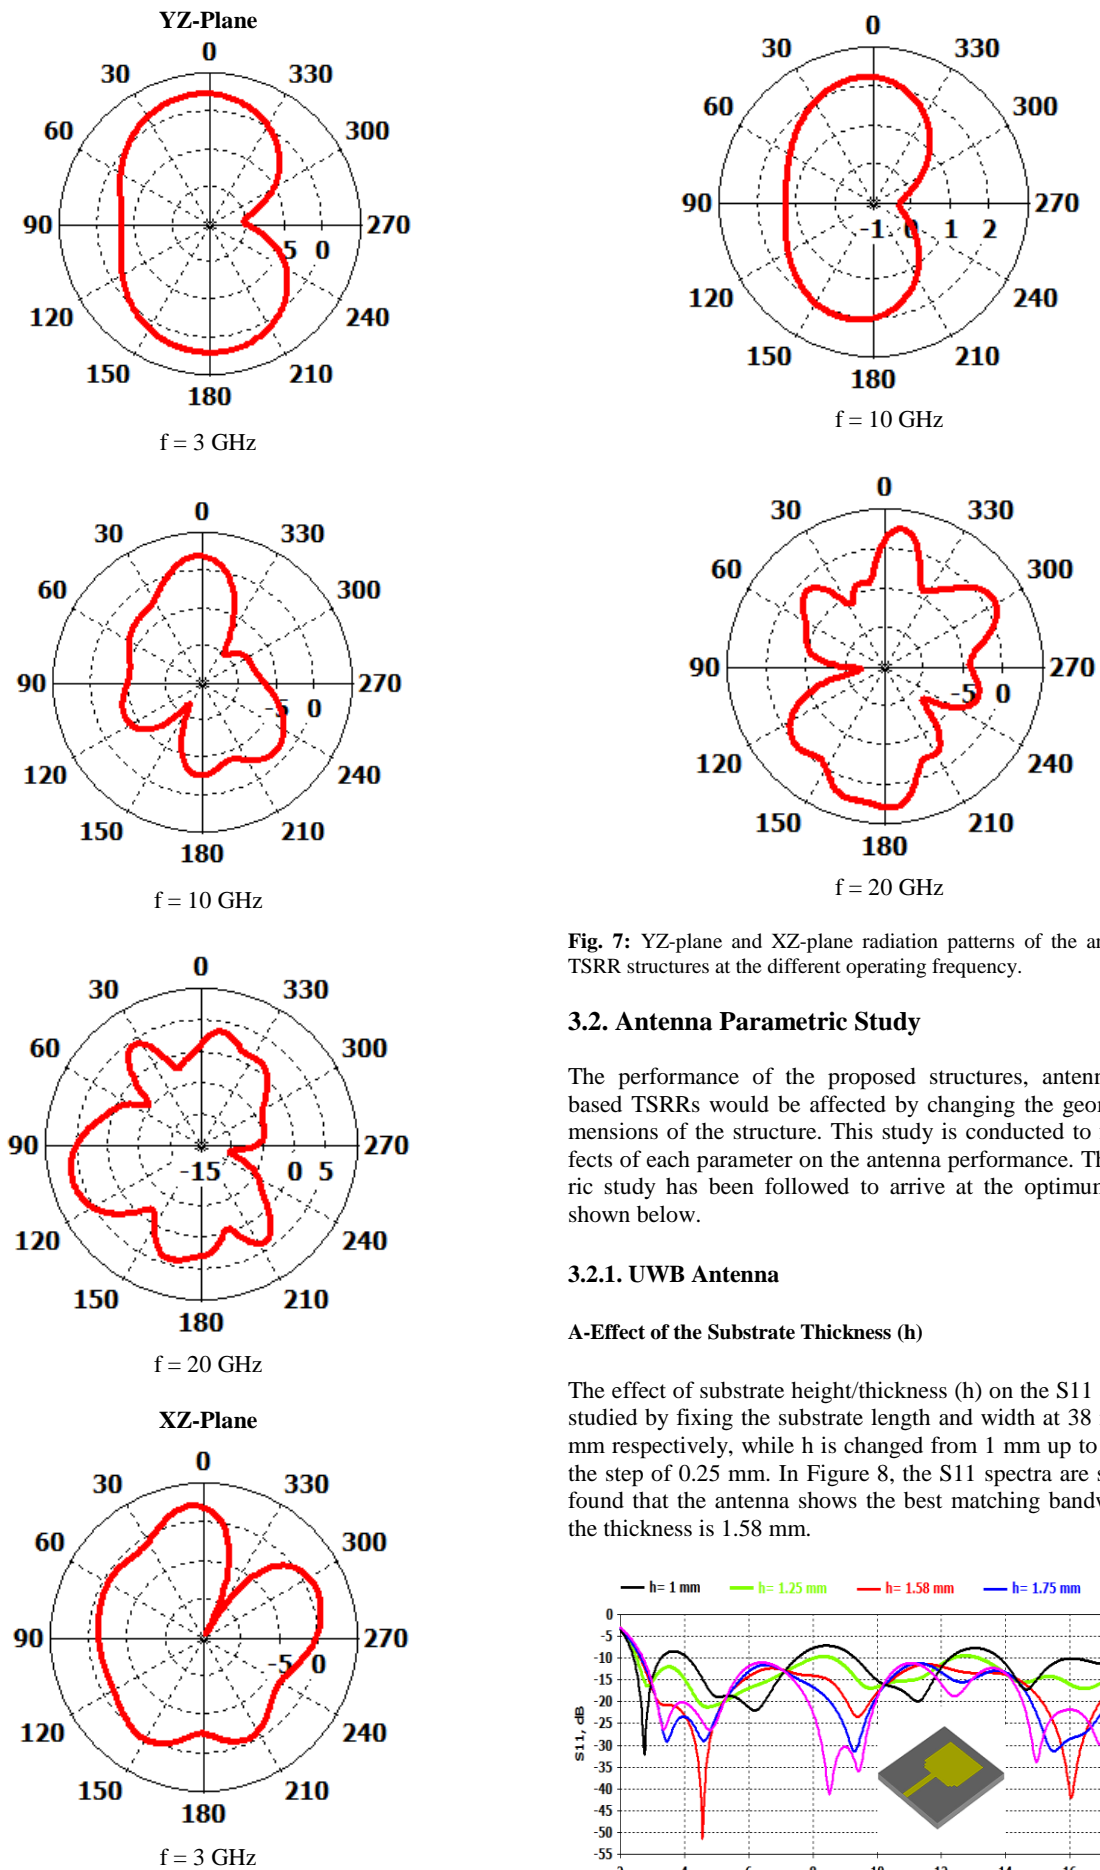 YZ-Plane
0
30 330
60 300
90 270
5 0
120 240
150 210
180
f = 3 GHz
0
30 330
60 300
90 270
-5 0
120 240
150 210
180
f = 10 GHz
0
30 330
60 300
90 270
-15 0 5
120 240
150 210
180
f = 20 GHz
XZ-Plane
0
30 330
60 300
90 270
-5 0
120 240
150 210
180
f = 3 GHz
0
30 330
60 300
90 270
-1 0 1 2
120 240
150 210
180
f = 10 GHz
0
30 330
60 300
90 270
-5 0
120 240
150 210
180
f = 20 GHz
Fig. 7: YZ-plane and XZ-plane radiation patterns of the an
TSRR structures at the different operating frequency.
3.2. Antenna Parametric Study
The performance of the proposed structures, antenn
based TSRRs would be affected by changing the geor
mensions of the structure. This study is conducted to
fects of each parameter on the antenna performance. Th
ric study has been followed to arrive at the optimum
shown below.
3.2.1. UWB Antenna
A-Effect of the Substrate Thickness (h)
The effect of substrate height/thickness (h) on the S11
studied by fixing the substrate length and width at 38
mm respectively, while h is changed from 1 mm up to
the step of 0.25 mm. In Figure 8, the S11 spectra are s
found that the antenna shows the best matching bandw
the thickness is 1.58 mm.
h= 1 mm h= 1.25 mm h= 1.58 mm h= 1.75 mm
0
-5
-10
-15
-20
-25
-30
-35
-40
-45
-50
-55
S11, dB
2 4 6 8 10 12 14 16